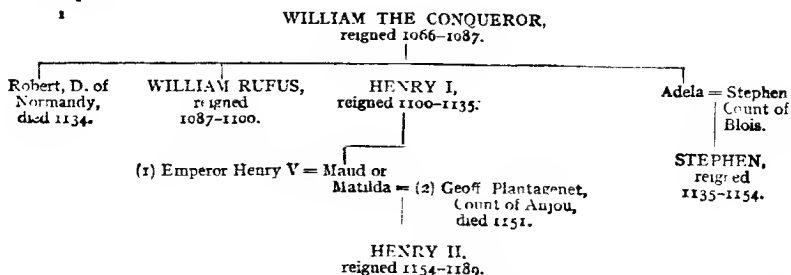 1
WILLIAM THE CONQUEROR,
reigned 1066–1087.
Robert, D. of
Normandy,
died 1134.
WILLIAM RUFUS,
reigned
1087–1100.
HENRY I,
reigned 1100–1135.
Adela = Stephen
Count of
Blois.
(1) Emperor Henry V = Maud or
Matilda = (2) Geoff Plantagenet,
Count of Anjou,
died 1151.
STEPHEN,
reigned
1135–1154.
HENRY II.
reigned 1154–1189.